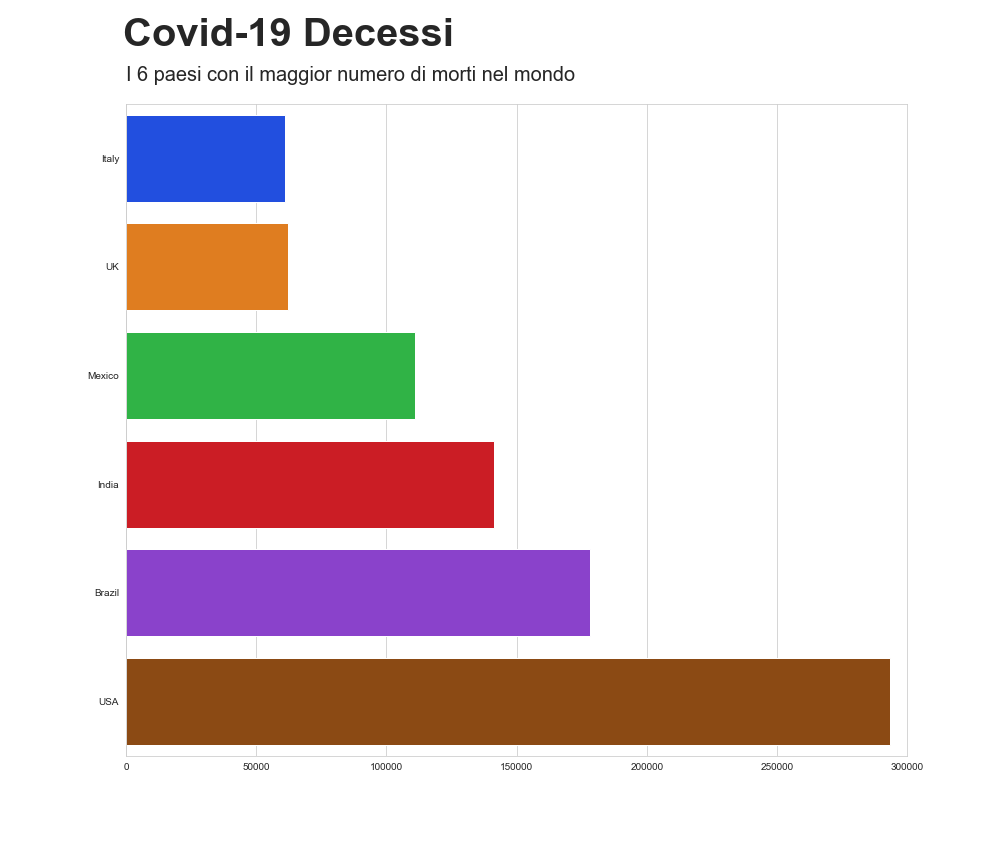 Covid-19 Decessi
I 6 paesi con il maggior numero di morti nel mondo
Italy
UK
Mexico
India
Brazil
USA
0 50000 100000 150000 200000 250000 300000